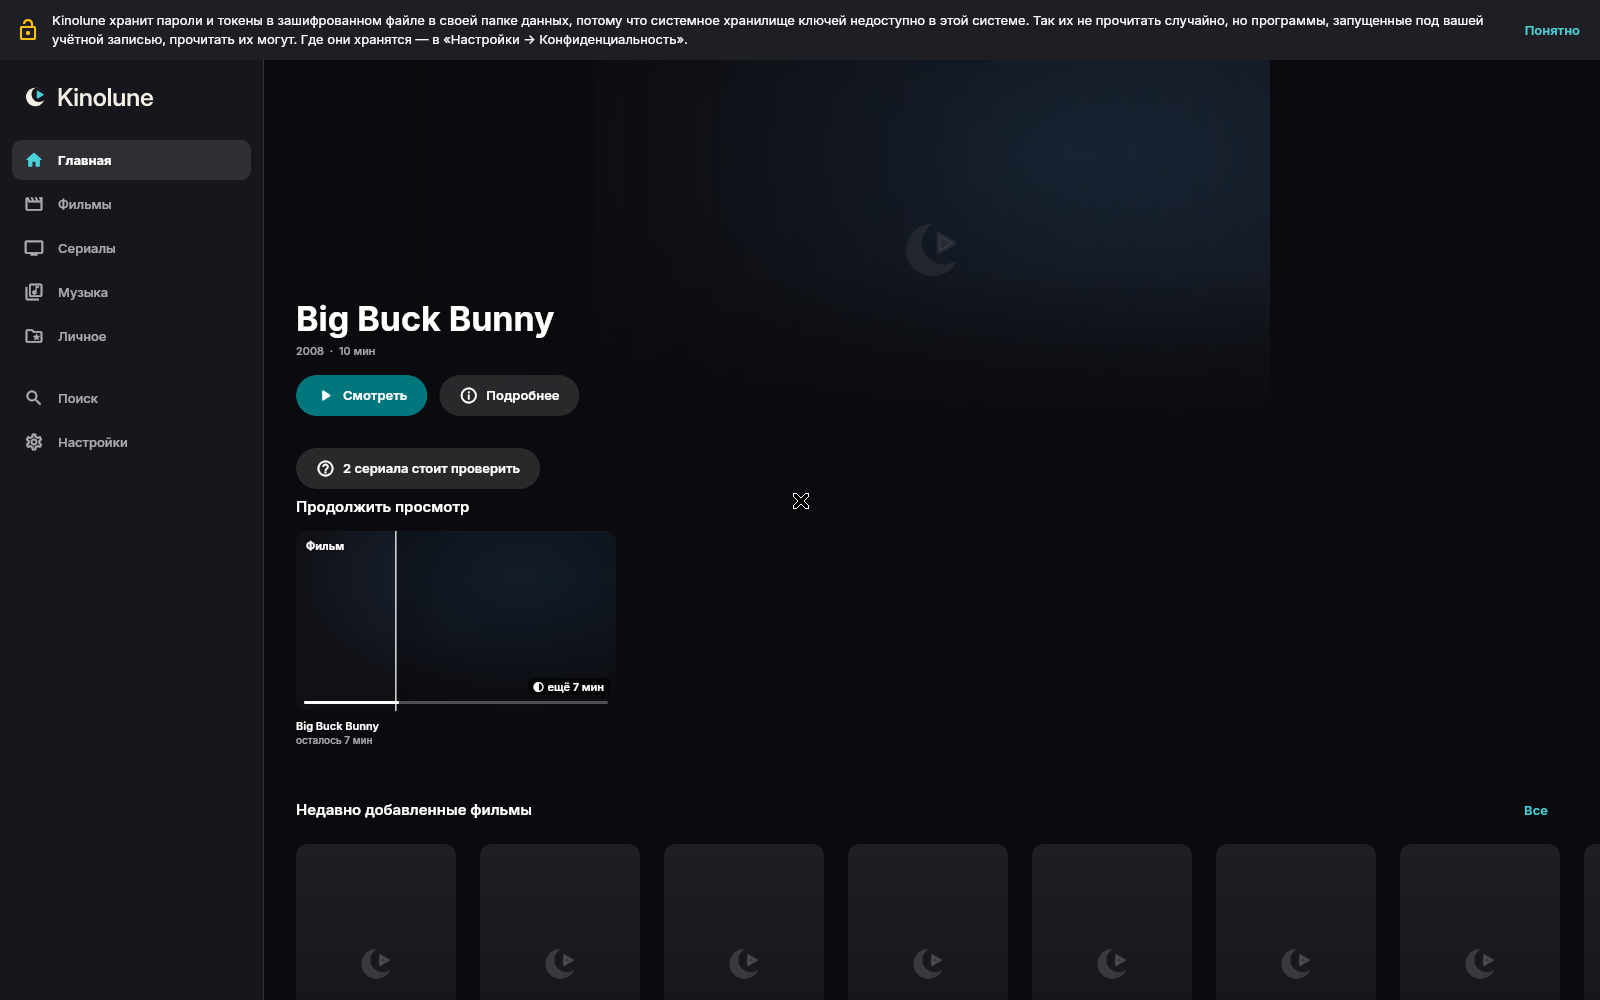 Kinolune хранит пароли и токены в зашифрованном файле в своей папке данных, потому что системное хранилище ключей недоступно в этой системе. Так их не прочитать случайно, но программы, запущенные под вашей
учётной записью, прочитать их могут. Где они хранятся — в «Настройки → Конфиденциальность».
Понятно
Kinolune
Главная
Фильмы
Сериалы
Музыка
Личное
Поиск
Настройки
Big Buck Bunny
2008 · 10 мин
Смотреть
Подробнее
2 сериала стоит проверить
Продолжить просмотр
Фильм
ещё 7 мин
Big Buck Bunny
осталось 7 мин
Недавно добавленные фильмы
Все